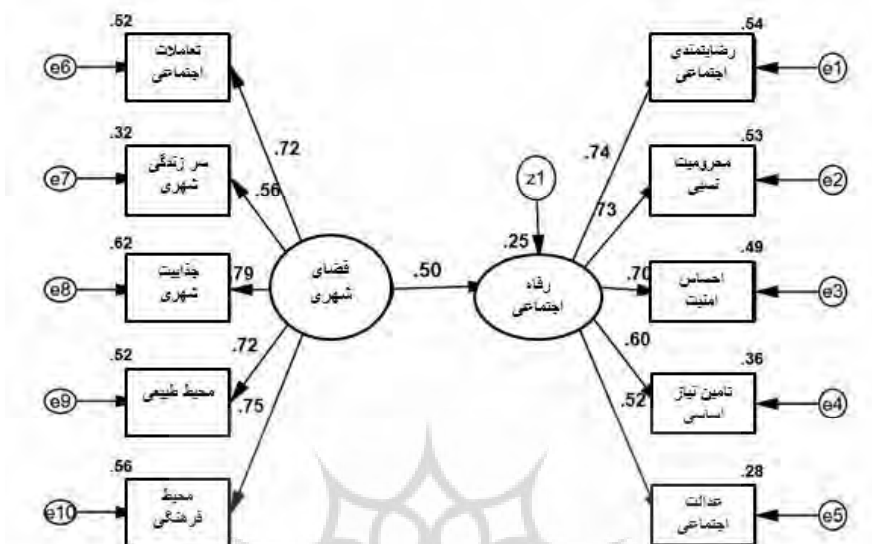 .52
e6
تعاملات
اجتماعی
.72
.32
e7
سر زندگی
شهری
.56
.62
e8
جذابیت
شهری
.79
فضای
شهری
.52
e9
محیط طبیعی
.72
.56
e10
محیط
فرهنگی
.75
.50
z1
.25
رفاه
اجتماعی
.54
رضایتمندی
اجتماعی
e1
.74
.53
محرومیت
نسبی
e2
.73
.49
احساس
امنیت
e3
.70
.36
تامین نیاز
اساسی
e4
.60
.28
عدالت
اجتماعی
e5
.52